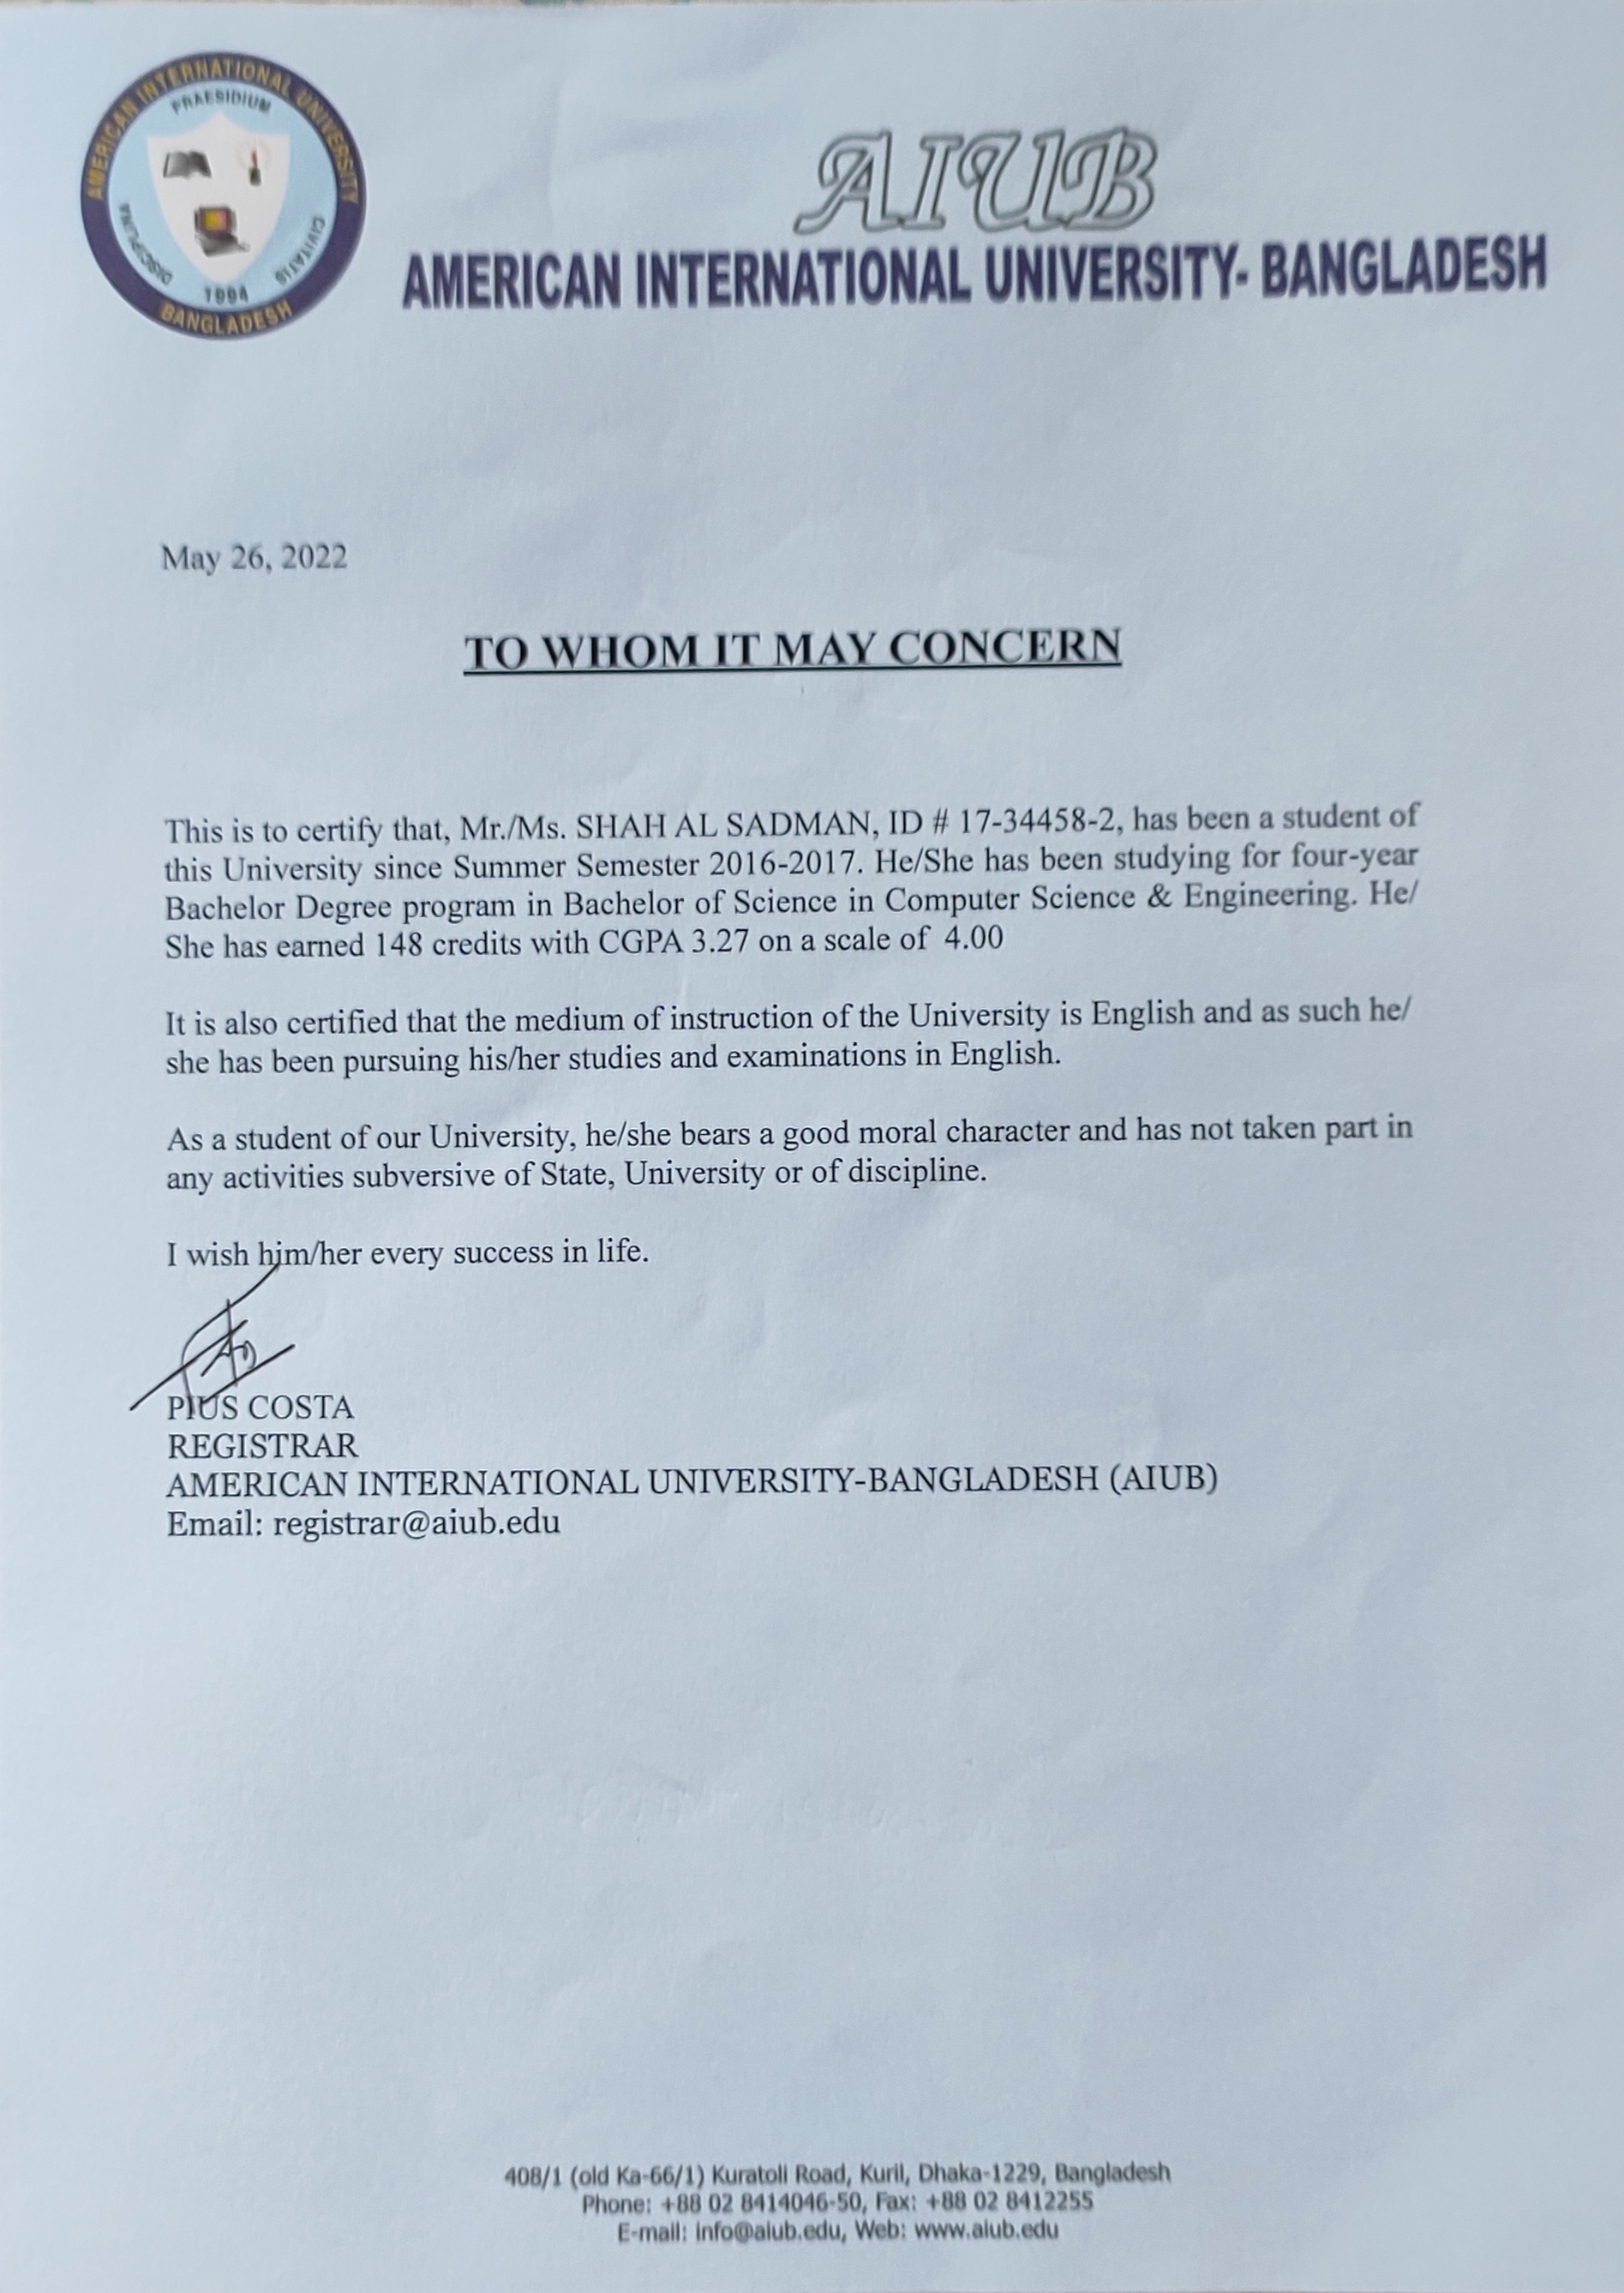 AMERICAN INTERNATIONAL UNIVERSITY
PRAESIDIUM
DISCIPLINA
CIVITATIS
1994
BANGLADESH
AIUB
AMERICAN INTERNATIONAL UNIVERSITY- BANGLADESH
May 26, 2022
TO WHOM IT MAY CONCERN
This is to certify that, Mr./Ms. SHAH AL SADMAN, ID # 17-34458-2, has been a student of
this University since Summer Semester 2016-2017. He/She has been studying for four-year
Bachelor Degree program in Bachelor of Science in Computer Science & Engineering. He/
She has earned 148 credits with CGPA 3.27 on a scale of 4.00
It is also certified that the medium of instruction of the University is English and as such he/
she has been pursuing his/her studies and examinations in English.
As a student of our University, he/she bears a good moral character and has not taken part in
any activities subversive of State, University or of discipline.
I wish him/her every success in life.
PIUS COSTA
REGISTRAR
AMERICAN INTERNATIONAL UNIVERSITY-BANGLADESH (AIUB)
Email: registrar@aiub.edu
408/1 (old Ka-66/1) Kuratoli Road, Kuril, Dhaka-1229, Bangladesh
Phone: +88 02 8414046-50, Fax: +88 02 8412255
E-mail: info@aiub.edu, Web: www.aiub.edu